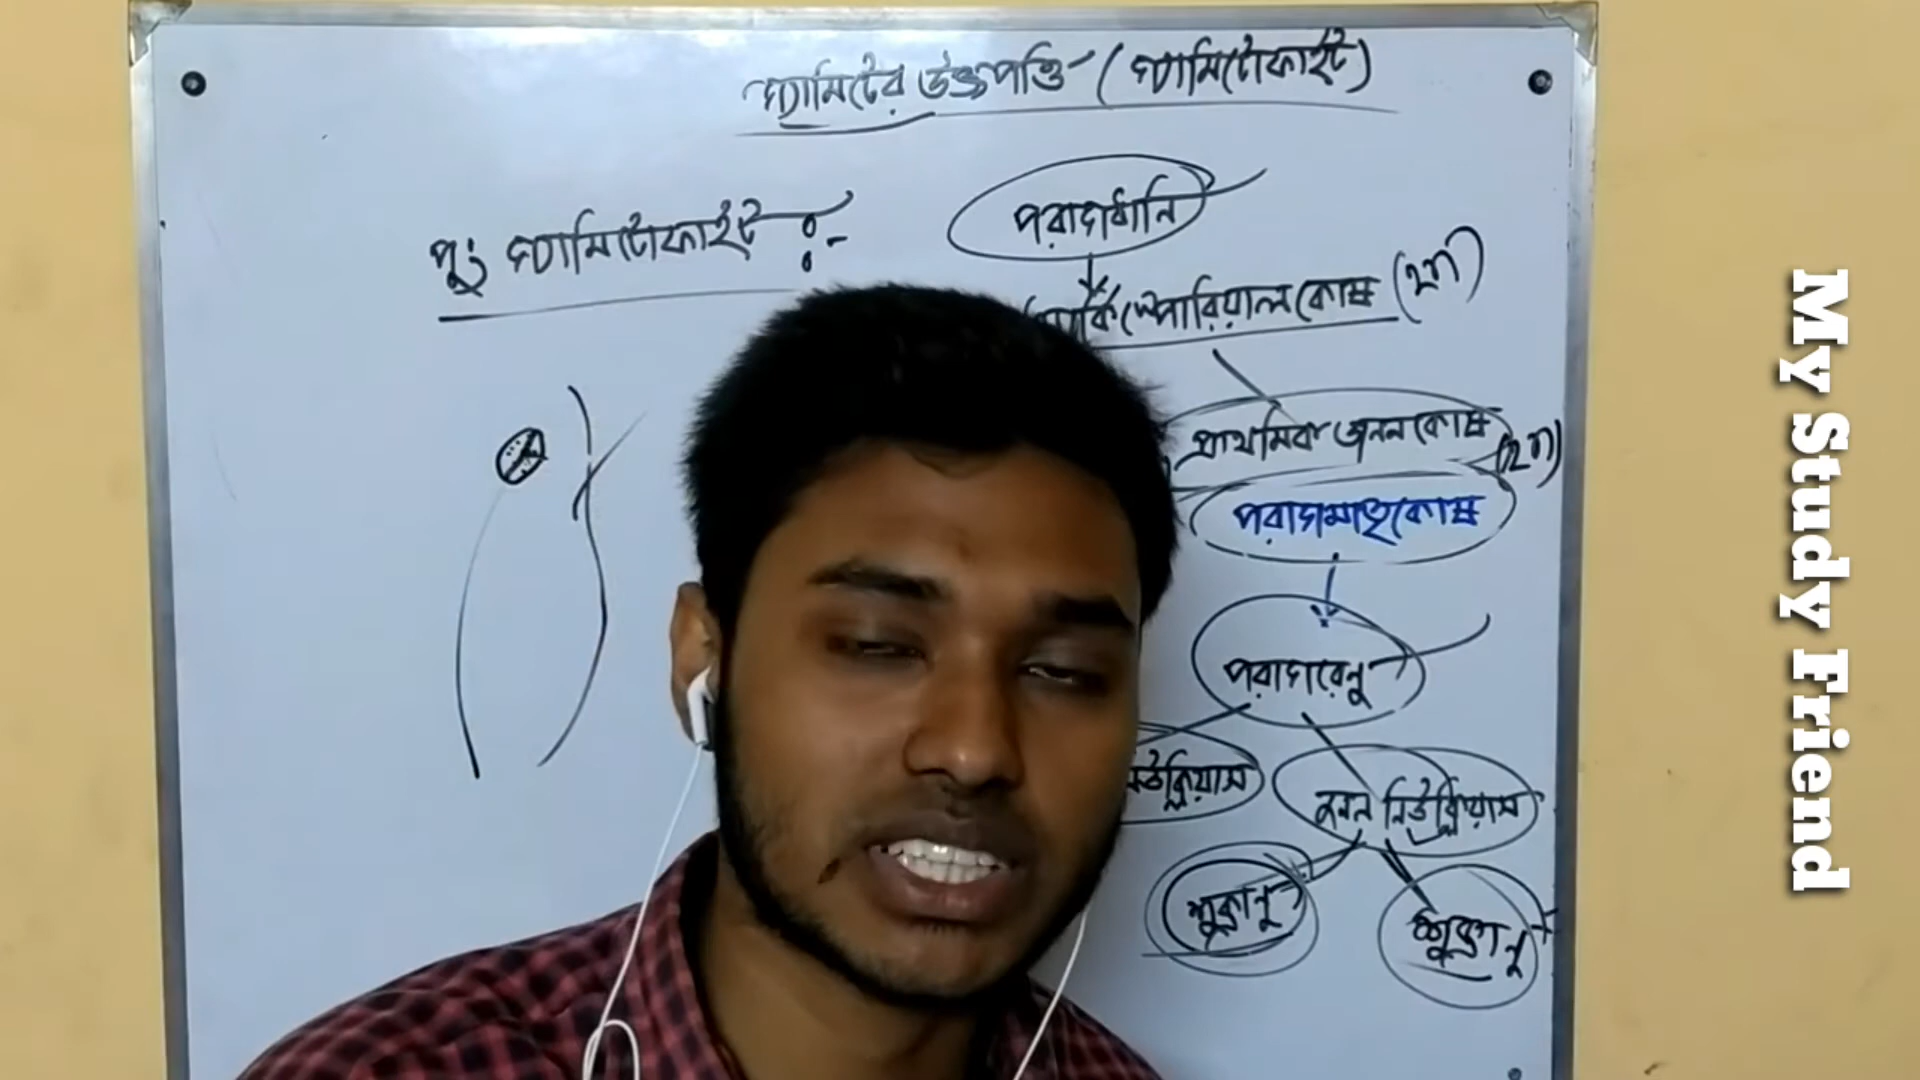 গ্যামিটের উৎপত্তি (গ্যামিটোফাইট)
পুং গ্যামিটোফাইট :-
পরাগধানি
আর্কিস্পোরিয়াল কোষ (2n)
প্রাথমিক জনন কোষ (2n)
পরাগমাতৃকোষ
পরাগরেনু
নিউক্লিয়াস
জনন নিউক্লিয়াস
শুক্রানু
শুক্রানু
My Study Friend